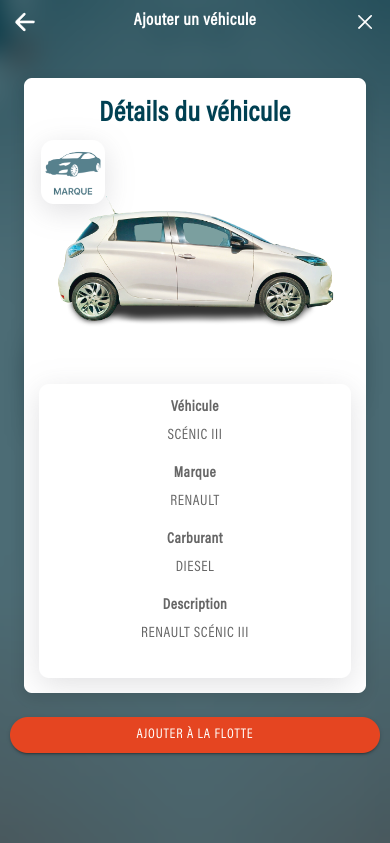 Ajouter un véhicule
Détails du véhicule
MARQUE
Véhicule
SCÉNIC III
Marque
RENAULT
Carburant
DIESEL
Description
RENAULT SCÉNIC III
AJOUTER À LA FLOTTE